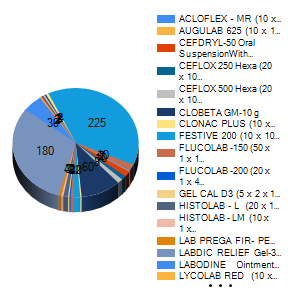 ACLOFLEX - MR (10 x...
AUGULAB 625 (10 x 1...
CEFDRYL-50 Oral
SuspensionWith...
CEFLOX 250 Hexa (20
x 10...
CEFLOX 500 Hexa (20
x 10...
CLOBETA GM-10 g
CLONAC PLUS (10 x...
FESTIVE 200 (10 x 10...
FLUCOLAB -150 (50
x 1 x 1...
FLUCOLAB -200 (20
x 1 x 4...
GEL CAL D3 (5 x 2 x 1...
HISTOLAB - L (20 x 1...
HISTOLAB - LM (10 x
x 1...
LAB PREGA FIR- PE...
LABDIC RELIEF Gel-3...
LABODINE Ointment...
LYCOLAB RED (10 x...
225
180
30
60